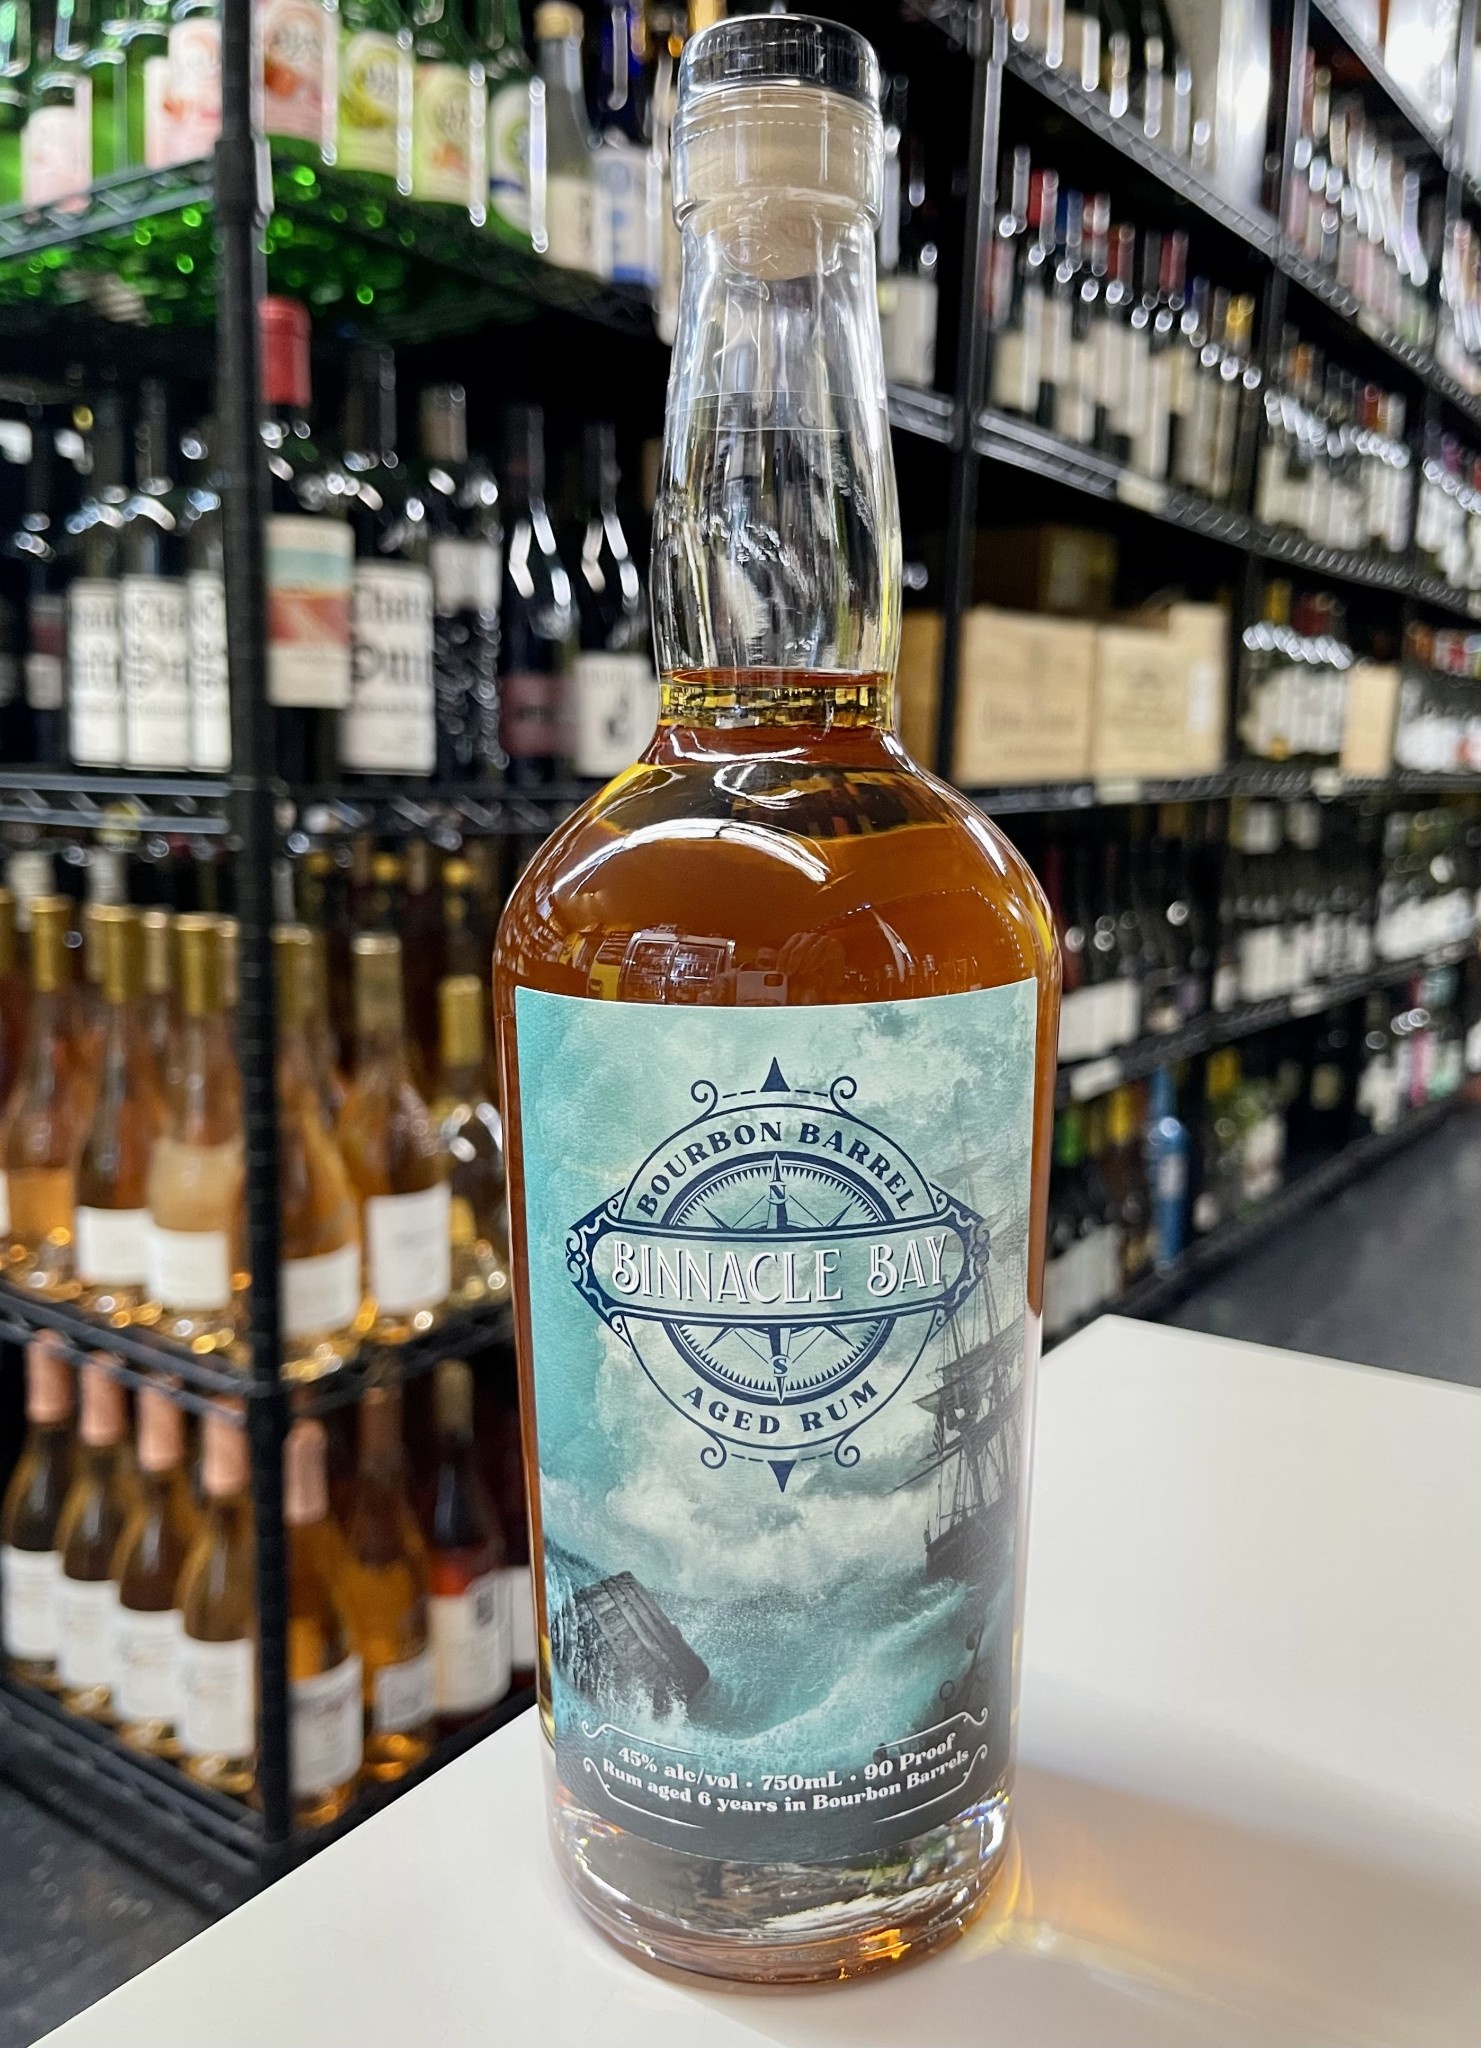 BOURBON BARREL
N
BINNACLE BAY
S
AGED RUM
45% alc/vol • 750mL • 90 Proof
Rum aged 6 years in Bourbon Barrels